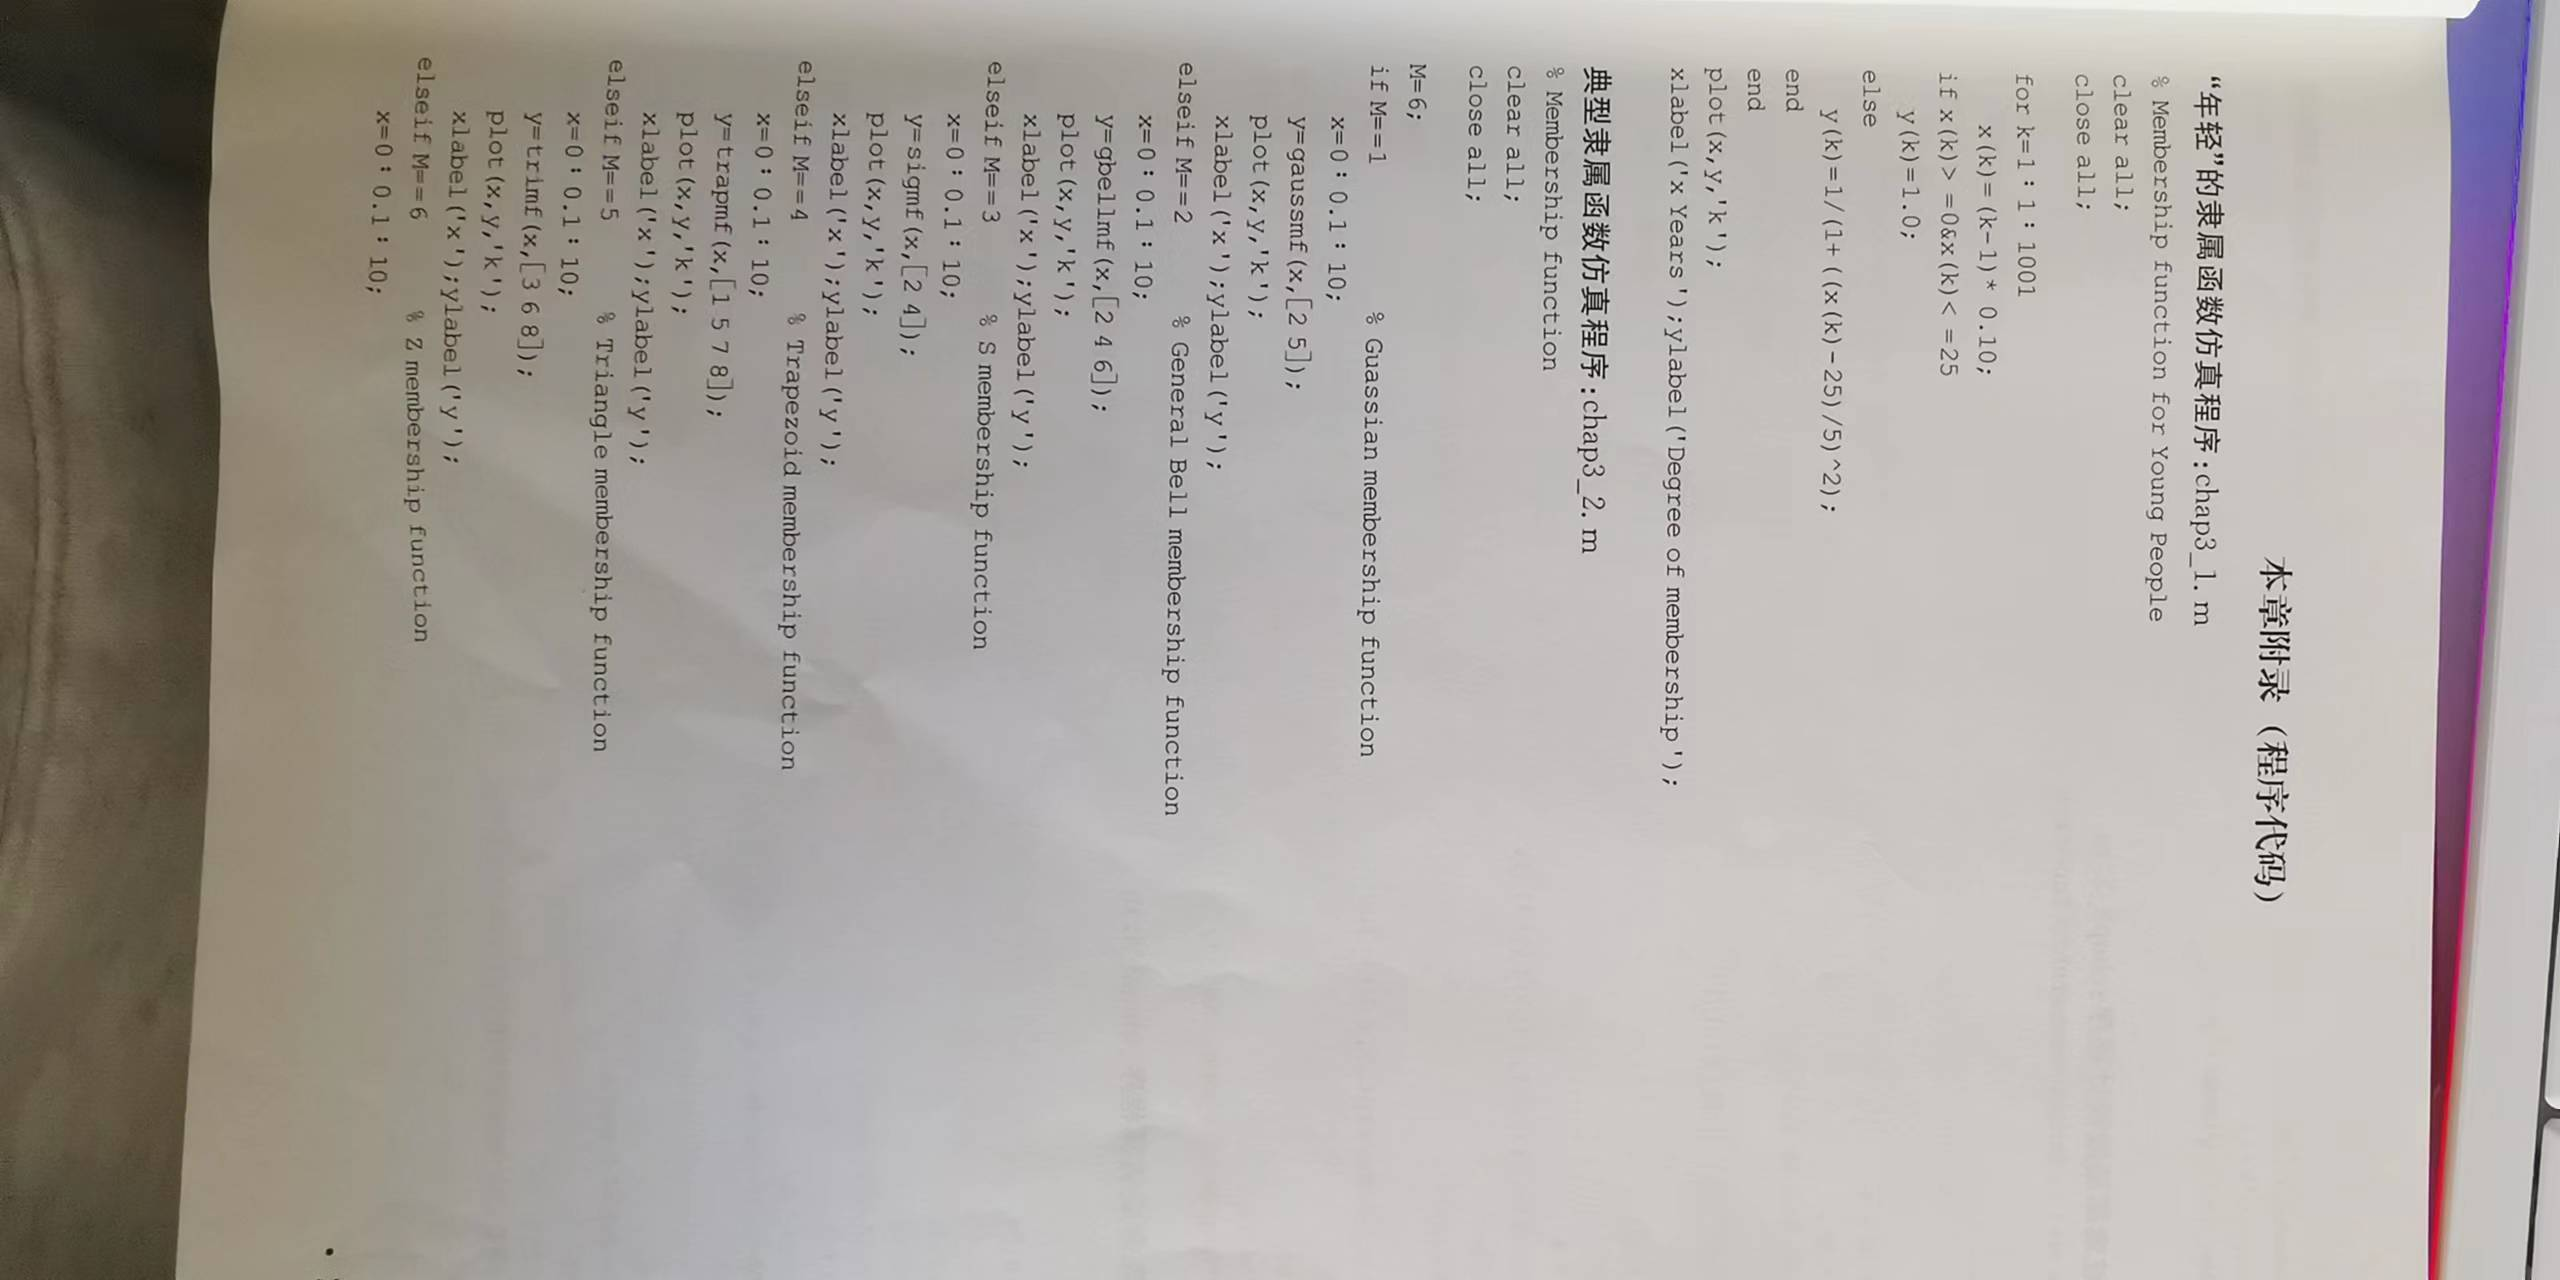 本章附录（程序代码）
“年轻”的隶属函数仿真程序:chap3_1. m
% Membership function for Young People
clear all;
close all;
for k=1:1:1001
x(k)=(k-1) * 0.10;
if x(k)> =0&x(k)< =25
y(k)=1.0;
else
y(k)=1/(1+((x(k)-25)/5)^2);
end
end
plot(x,y,'k');
xlabel('x Years');ylabel('Degree of membership');
典型隶属函数仿真程序:chap3_2. m
% Membership function
clear all;
close all;
M=6;
if M==1 % Guassian membership function
x=0:0.1:10;
y=gaussmf(x,[2 5]);
plot(x,y,'k');
xlabel('x');ylabel('y');
elseif M==2 % General Bell membership function
x=0:0.1:10;
y=gbellmf(x,[2 4 6]);
plot(x,y,'k');
xlabel('x');ylabel('y');
elseif M==3 % S membership function
x=0:0.1:10;
y=sigmf(x,[2 4]);
plot(x,y,'k');
xlabel('x');ylabel('y');
elseif M==4 % Trapezoid membership function
x=0:0.1:10;
y=trapmf(x,[1 5 7 8]);
plot(x,y,'k');
xlabel('x');ylabel('y');
elseif M==5 % Triangle membership function
x=0:0.1:10;
y=trimf(x,[3 6 8]);
plot(x,y,'k');
xlabel('x');ylabel('y');
elseif M==6 % Z membership function
x=0:0.1:10;